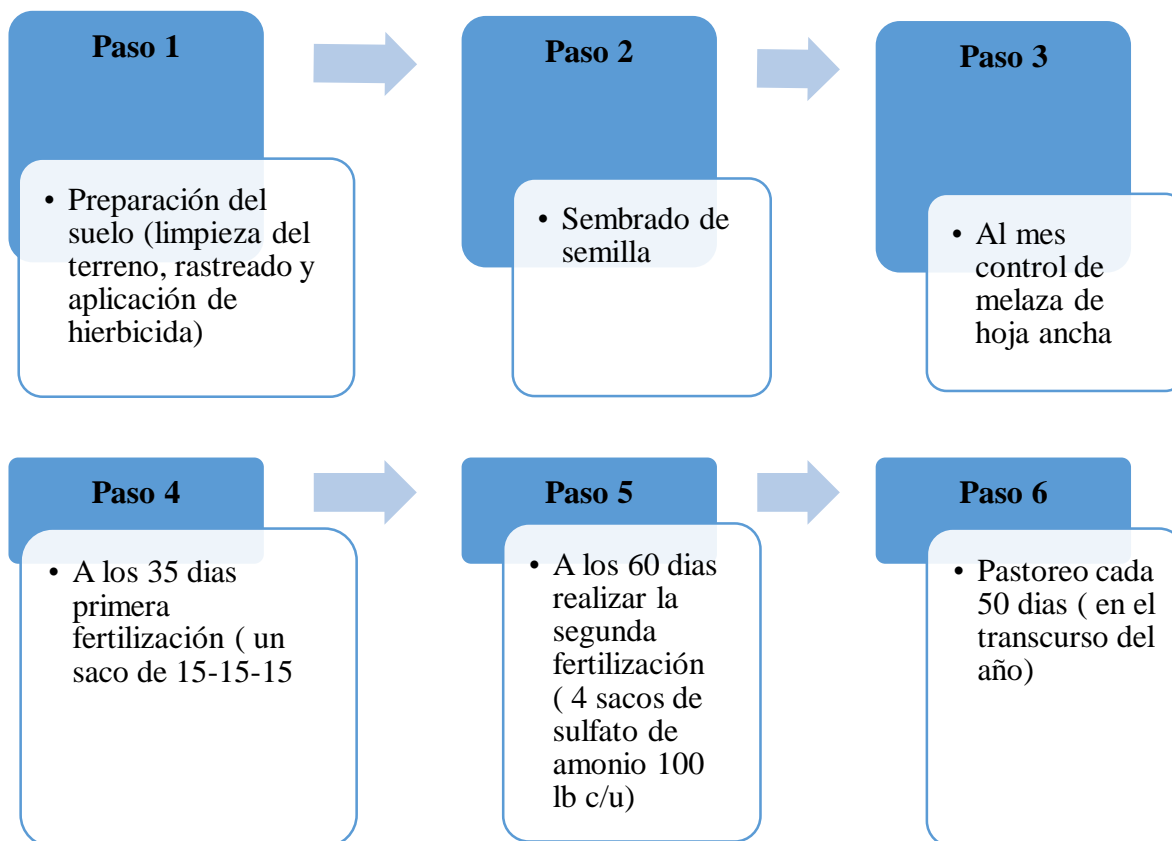 Paso 1
• Preparación del
suelo (limpieza del
terreno, rastreado y
aplicación de
hierbicida)
Paso 2
• Sembrado de
semilla
Paso 3
• Al mes
control de
melaza de
hoja ancha
Paso 4
• A los 35 dias
primera
fertilización ( un
saco de 15-15-15
Paso 5
• A los 60 dias
realizar la
segunda
fertilización
( 4 sacos de
sulfato de
amonio 100
lb c/u)
Paso 6
• Pastoreo cada
50 dias ( en el
transcurso del
año)